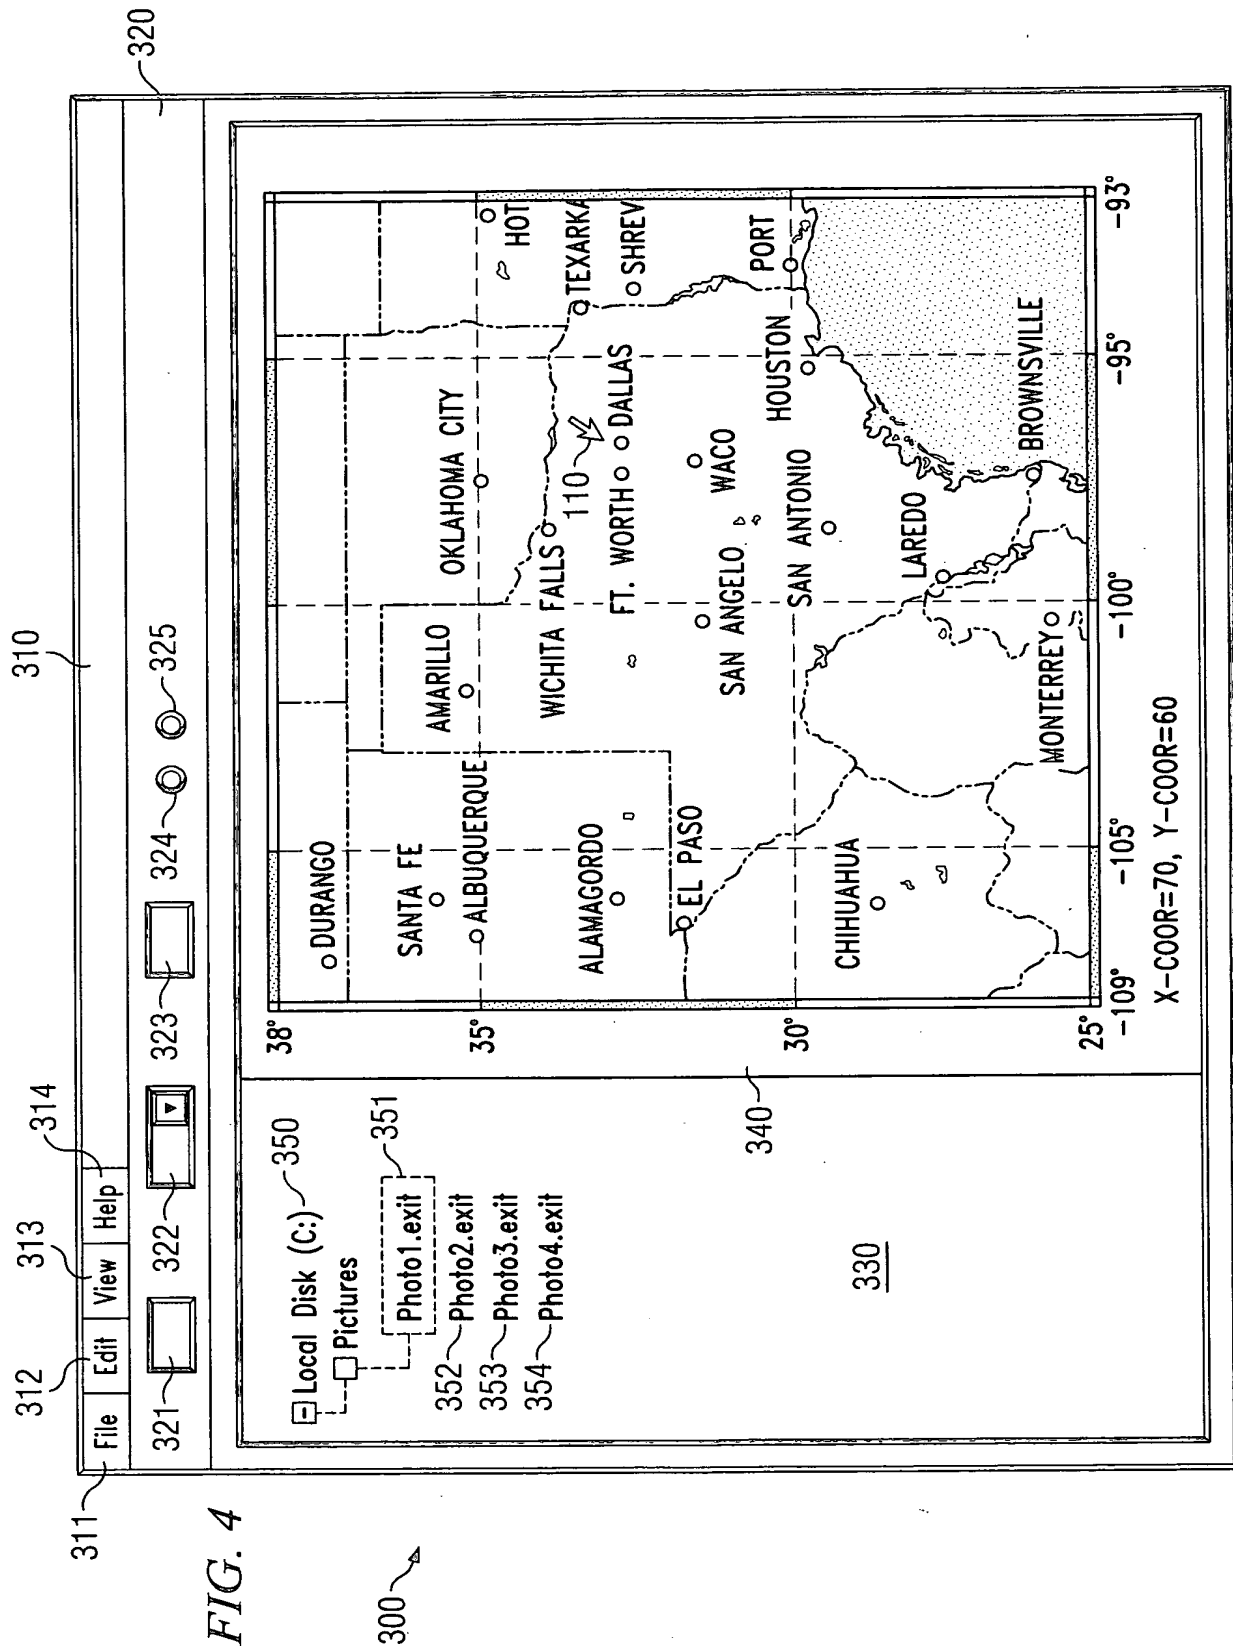 FIG. 4
300
310
311
312
313
314
320
File Edit View Help
321
322
323
324
325
Local Disk (C:)
350
Pictures
Photo1.exit
351
352 Photo2.exit
353 Photo3.exit
354 Photo4.exit
330
340
38°
35°
30°
25°
DURANGO
SANTA FE
ALBUQUERQUE
AMARILLO
OKLAHOMA CITY
HOT
ALAMAGORDO
WICHITA FALLS
110
TEXARKA
FT. WORTH
DALLAS
SHREV
EL PASO
SAN ANGELO
WACO
CHIHUAHUA
SAN ANTONIO
HOUSTON
PORT
LAREDO
MONTERREY
BROWNSVILLE
-109°
-105°
-100°
-95°
-93°
X-COOR=70, Y-COOR=60